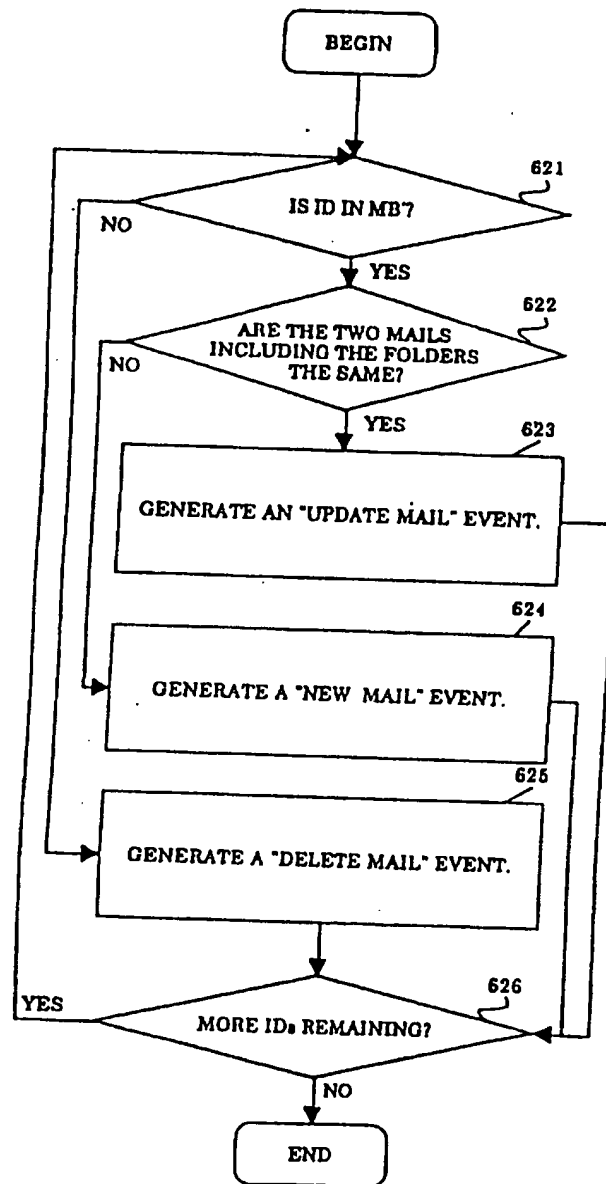 BEGIN
621
IS ID IN MB?
NO
YES
622
ARE THE TWO MAILS
INCLUDING THE FOLDERS
THE SAME?
NO
YES
623
GENERATE AN "UPDATE MAIL" EVENT.
624
GENERATE A "NEW MAIL" EVENT.
625
GENERATE A "DELETE MAIL" EVENT.
626
YES
MORE IDs REMAINING?
NO
END